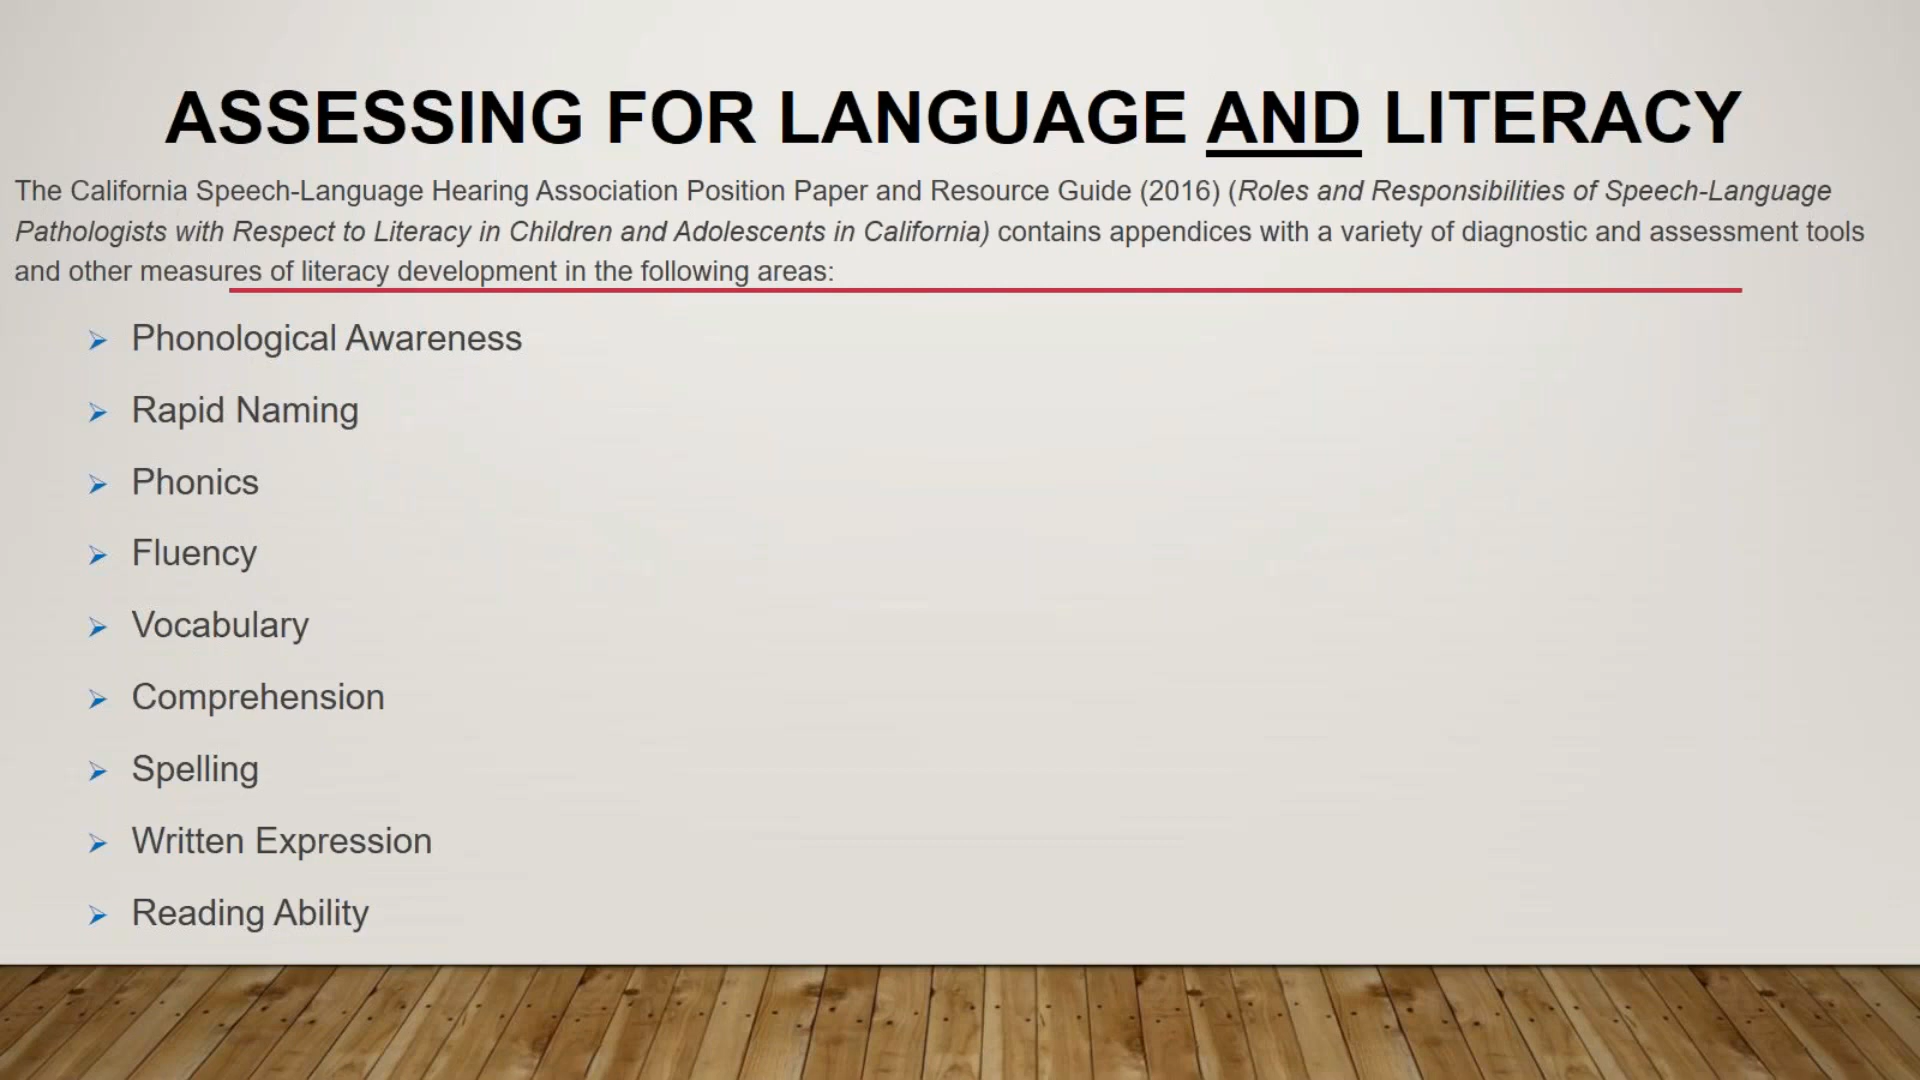 ASSESSING FOR LANGUAGE AND LITERACY
The California Speech-Language Hearing Association Position Paper and Resource Guide (2016) (Roles and Responsibilities of Speech-Language
Pathologists with Respect to Literacy in Children and Adolescents in California) contains appendices with a variety of diagnostic and assessment tools
and other measures of literacy development in the following areas:
Phonological Awareness
Rapid Naming
Phonics
Fluency
Vocabulary
Comprehension
Spelling
Written Expression
Reading Ability